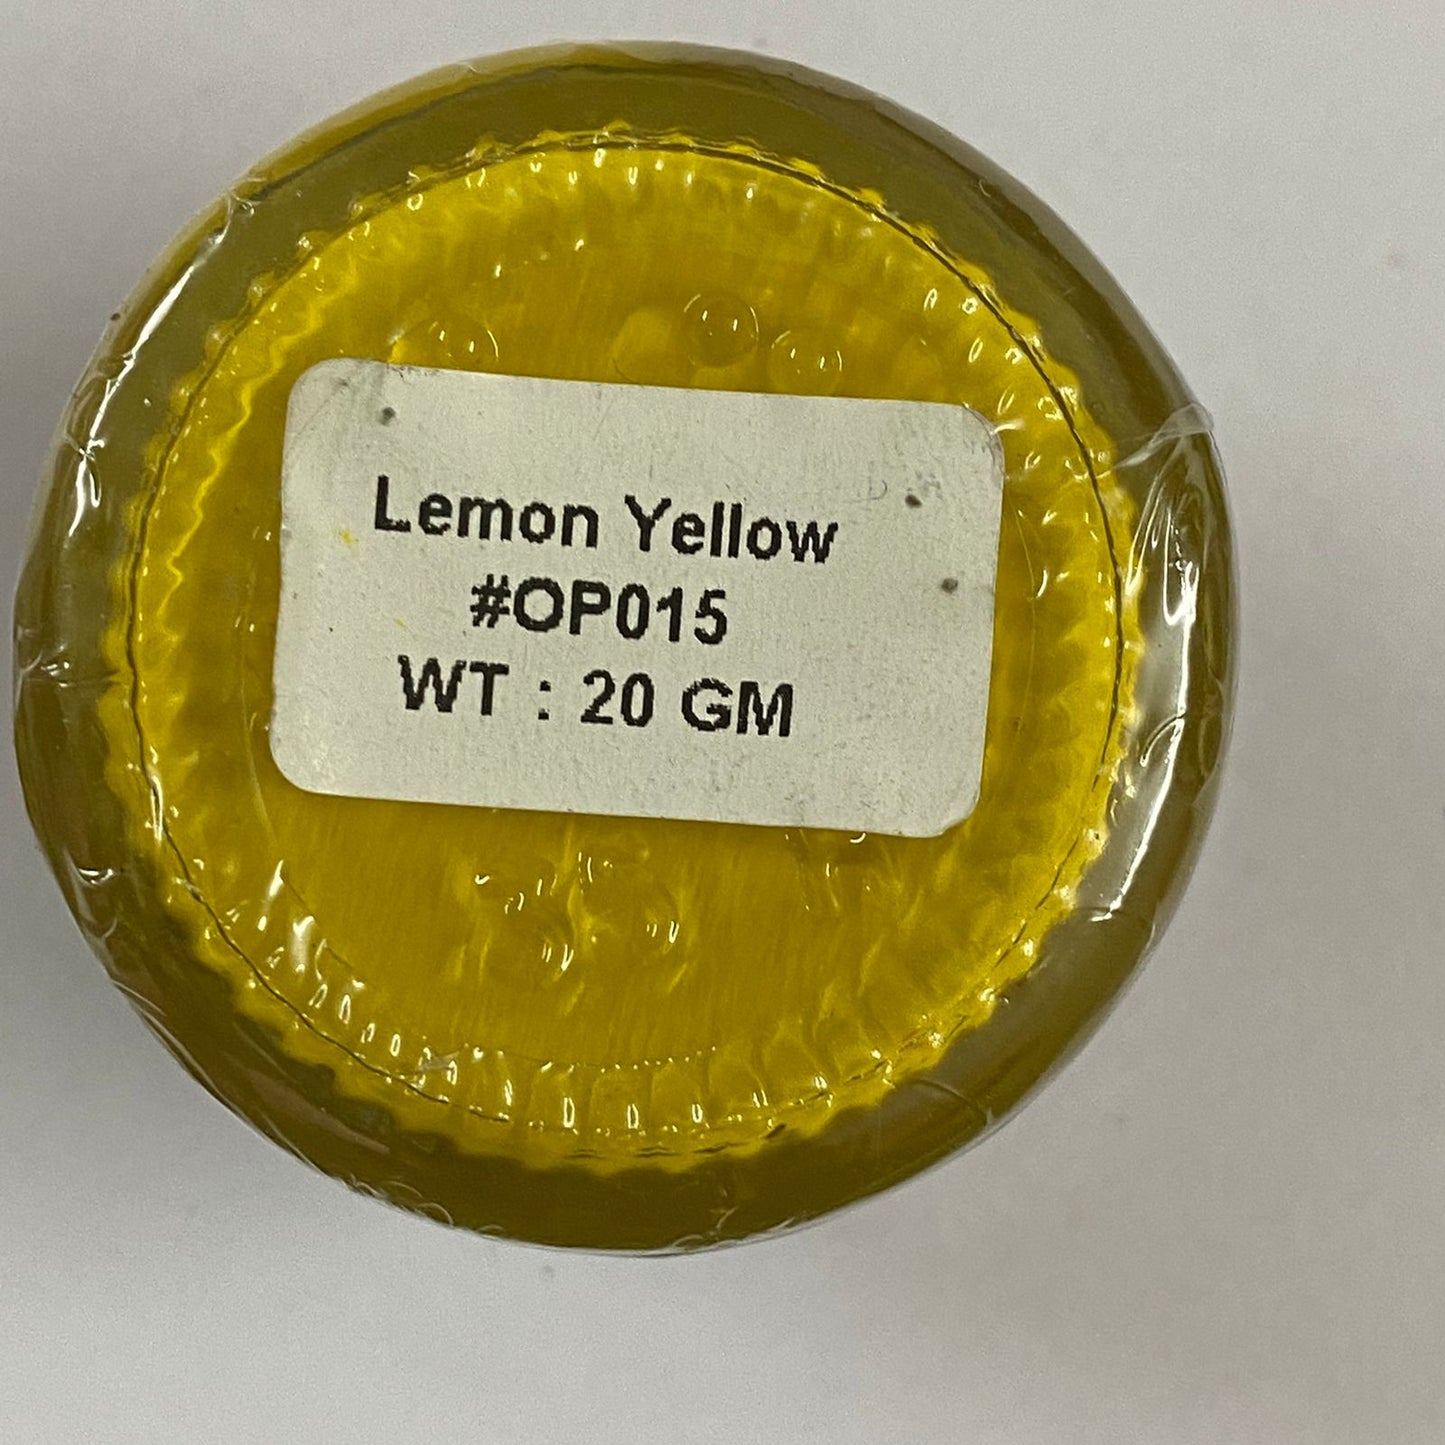 Lemon Yellow
#OP015
WT : 20 GM